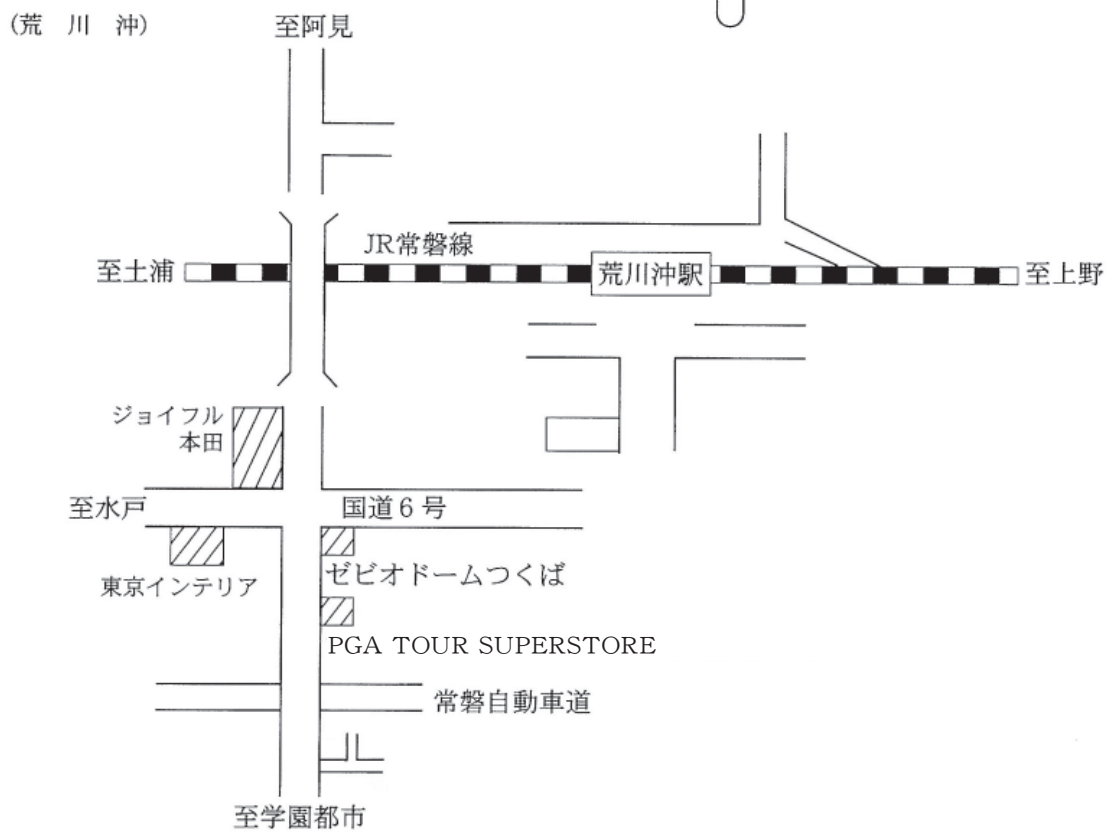 (荒川沖)
至阿見
JR常磐線
至土浦
荒川沖駅
至上野
ジョイフル
本田
至水戸
国道6号
東京インテリア
ゼビオドームつくば
PGA TOUR SUPERSTORE
常磐自動車道
至学園都市